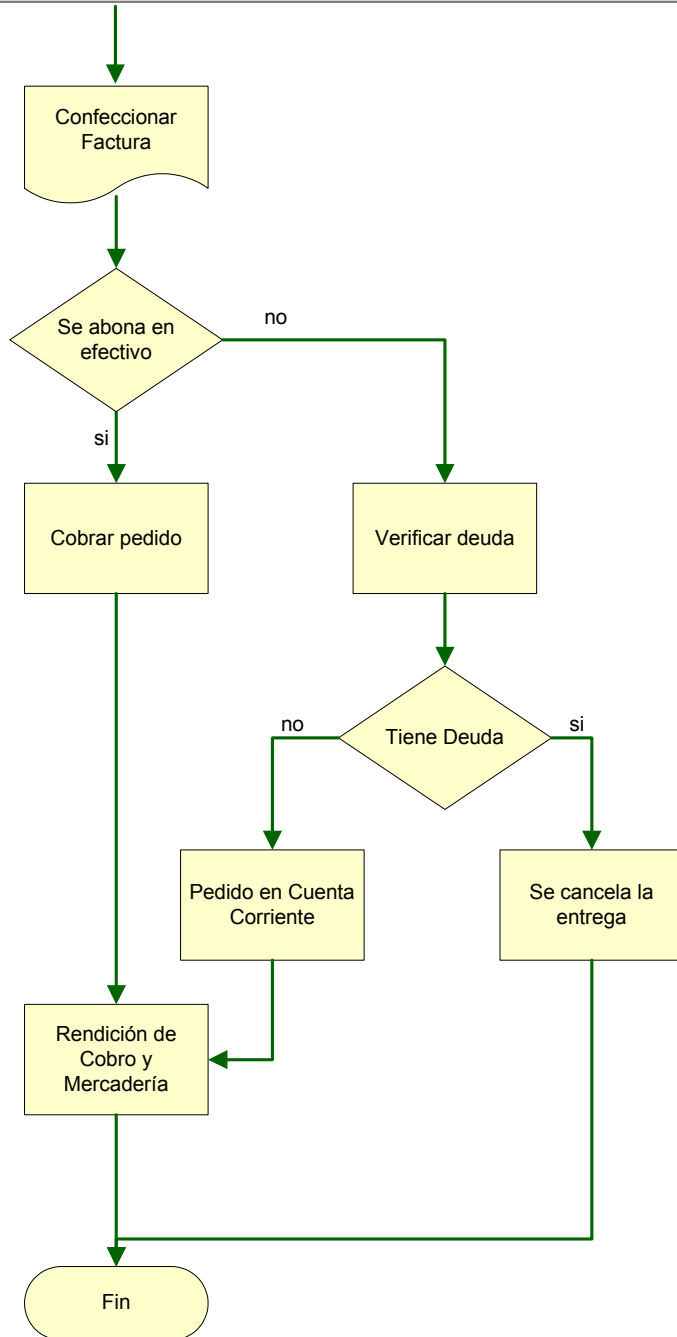 Confeccionar
Factura
Se abona en
efectivo
no
si
Cobrar pedido
Verificar deuda
no
Tiene Deuda
si
Pedido en Cuenta
Corriente
Se cancela la
entrega
Rendición de
Cobro y
Mercadería
Fin